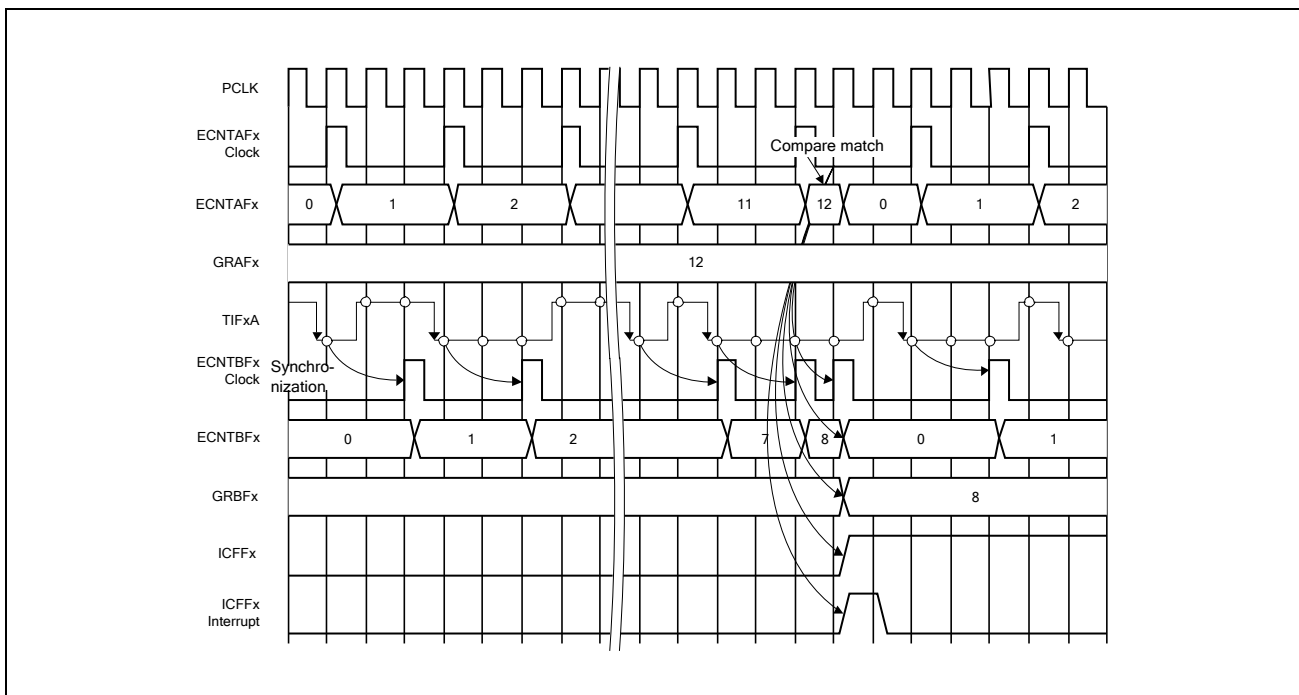 PCLK
ECNTAFx
Clock
Compare match
ECNTAFx 0 1 2 11 12 0 1 2
GRAFx 12
TIFxA
ECNTBFx
Clock
Synchro-
nization
ECNTBFx 0 1 2 7 8 0 1
GRBFx 8
ICFFx
ICFFx
Interrupt